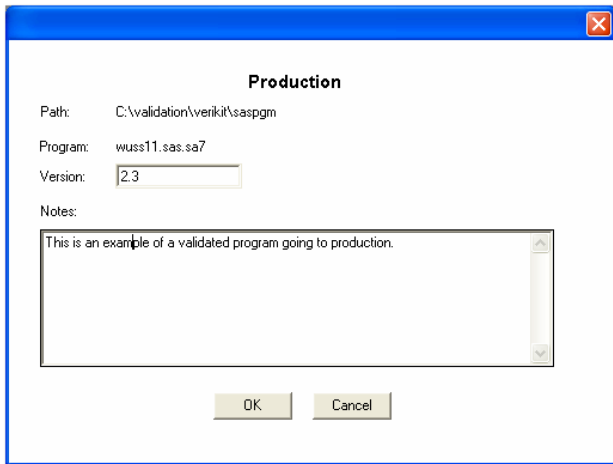 Production
Path: C:\validation\verikit\saspgm
Program: wuss11.sas.sa7
Version: 2.3
Notes:
This is an example of a validated program going to production.
OK Cancel